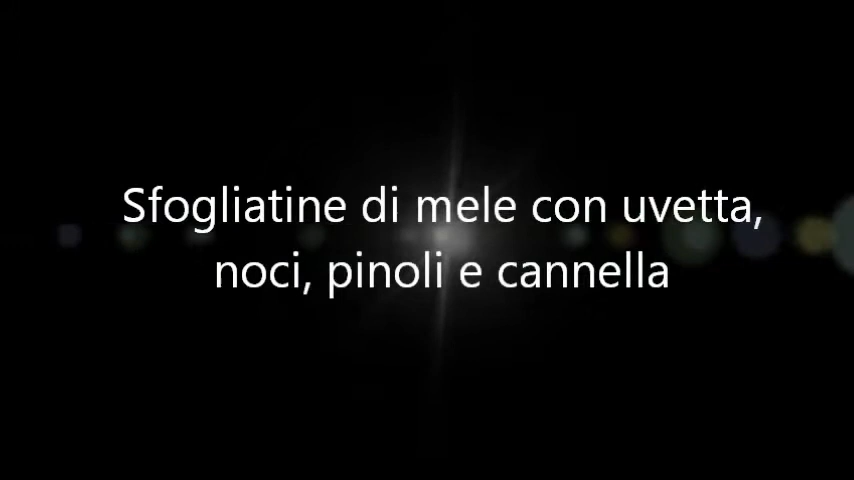 Sfogliatine di mele con uvetta,
noci, pinoli e cannella